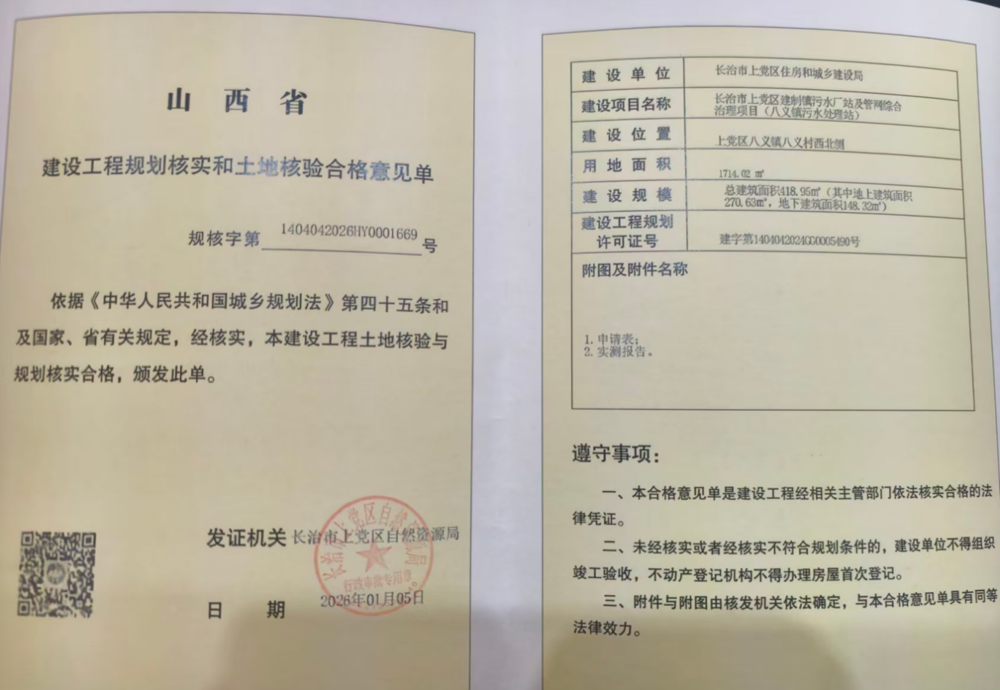 山西省
建设工程规划核实和土地核验合格意见单
规核字第1404042026HY0001669号
依据《中华人民共和国城乡规划法》第四十五条和
及国家、省有关规定，经核实，本建设工程土地核验与
规划核实合格，颁发此单。
发证机关 长治市上党区自然资源局
长治市上党区自然资源局
行政审批专用章
日期 2026年01月05日
建设单位 长治市上党区住房和城乡建设局
建设项目名称 长治市上党区建制镇污水厂站及管网综合
治理项目（八义镇污水处理站）
建设位置 上党区八义镇八义村西北侧
用地面积 1714.02 ㎡
建设规模 总建筑面积418.95㎡（其中地上建筑面积
270.63㎡，地下建筑面积148.32㎡）
建设工程规划
许可证号 建字第1404042024GG0005490号
附图及附件名称
1. 申请表；
2. 实测报告。
遵守事项：
一、本合格意见单是建设工程经相关主管部门依法核实合格的法
律凭证。
二、未经核实或者经核实不符合规划条件的，建设单位不得组织
竣工验收，不动产登记机构不得办理房屋首次登记。
三、附件与附图由核发机关依法确定，与本合格意见单具有同等
法律效力。